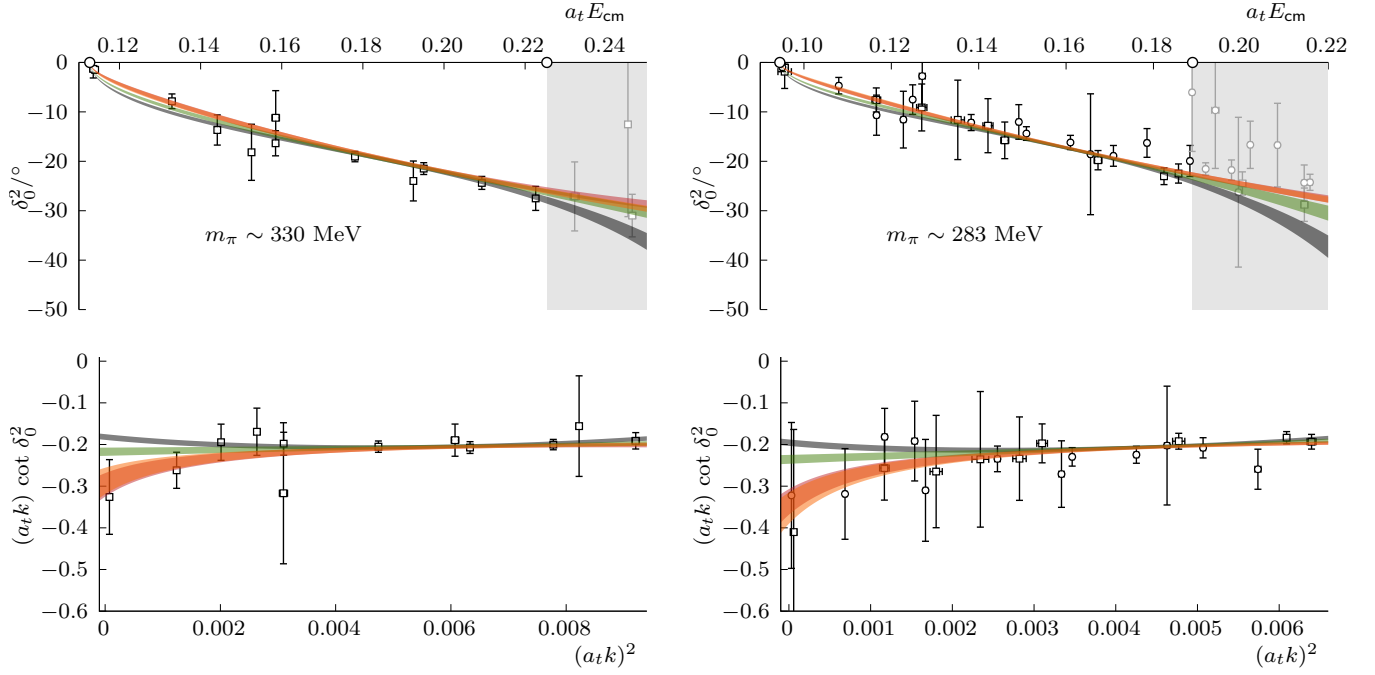 a_t E_cm
0.12 0.14 0.16 0.18 0.20 0.22 0.24
0
−10
−20
−30
−40
−50
δ_0^2/°
m_π ∼ 330 MeV
a_t E_cm
0.10 0.12 0.14 0.16 0.18 0.20 0.22
0
−10
−20
−30
−40
−50
δ_0^2/°
m_π ∼ 283 MeV
0
−0.1
−0.2
−0.3
−0.4
−0.5
−0.6
(a_t k) cot δ_0^2
0 0.002 0.004 0.006 0.008
(a_t k)^2
0
−0.1
−0.2
−0.3
−0.4
−0.5
−0.6
(a_t k) cot δ_0^2
0 0.001 0.002 0.003 0.004 0.005 0.006
(a_t k)^2